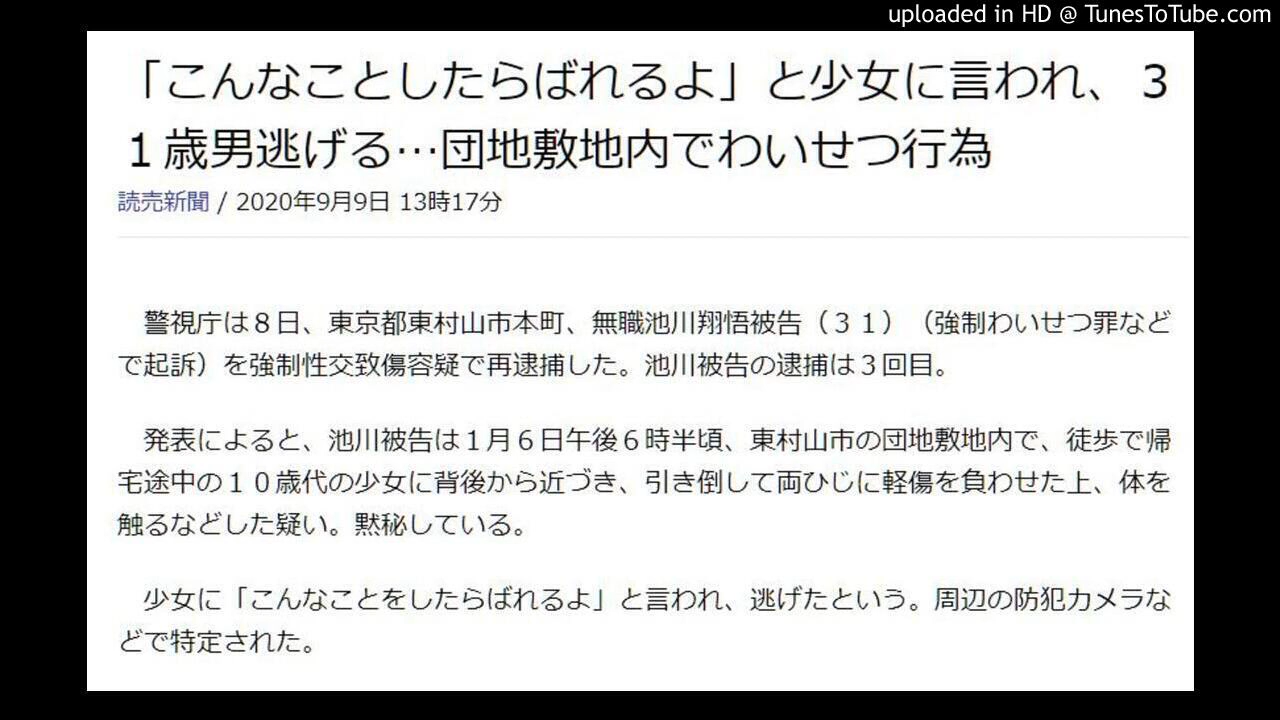 uploaded in HD @ TunesToTube.com
「こんなことしたらばれるよ」と少女に言われ、３
１歳男逃げる…団地敷地内でわいせつ行為
読売新聞 / 2020年9月9日 13時17分
　警視庁は８日、東京都東村山市本町、無職池川翔悟被告（３１）（強制わいせつ罪など
で起訴）を強制性交致傷容疑で再逮捕した。池川被告の逮捕は３回目。
　発表によると、池川被告は１月６日午後６時半頃、東村山市の団地敷地内で、徒歩で帰
宅途中の１０歳代の少女に背後から近づき、引き倒して両ひじに軽傷を負わせた上、体を
触るなどした疑い。黙秘している。
　少女に「こんなことをしたらばれるよ」と言われ、逃げたという。周辺の防犯カメラな
どで特定された。